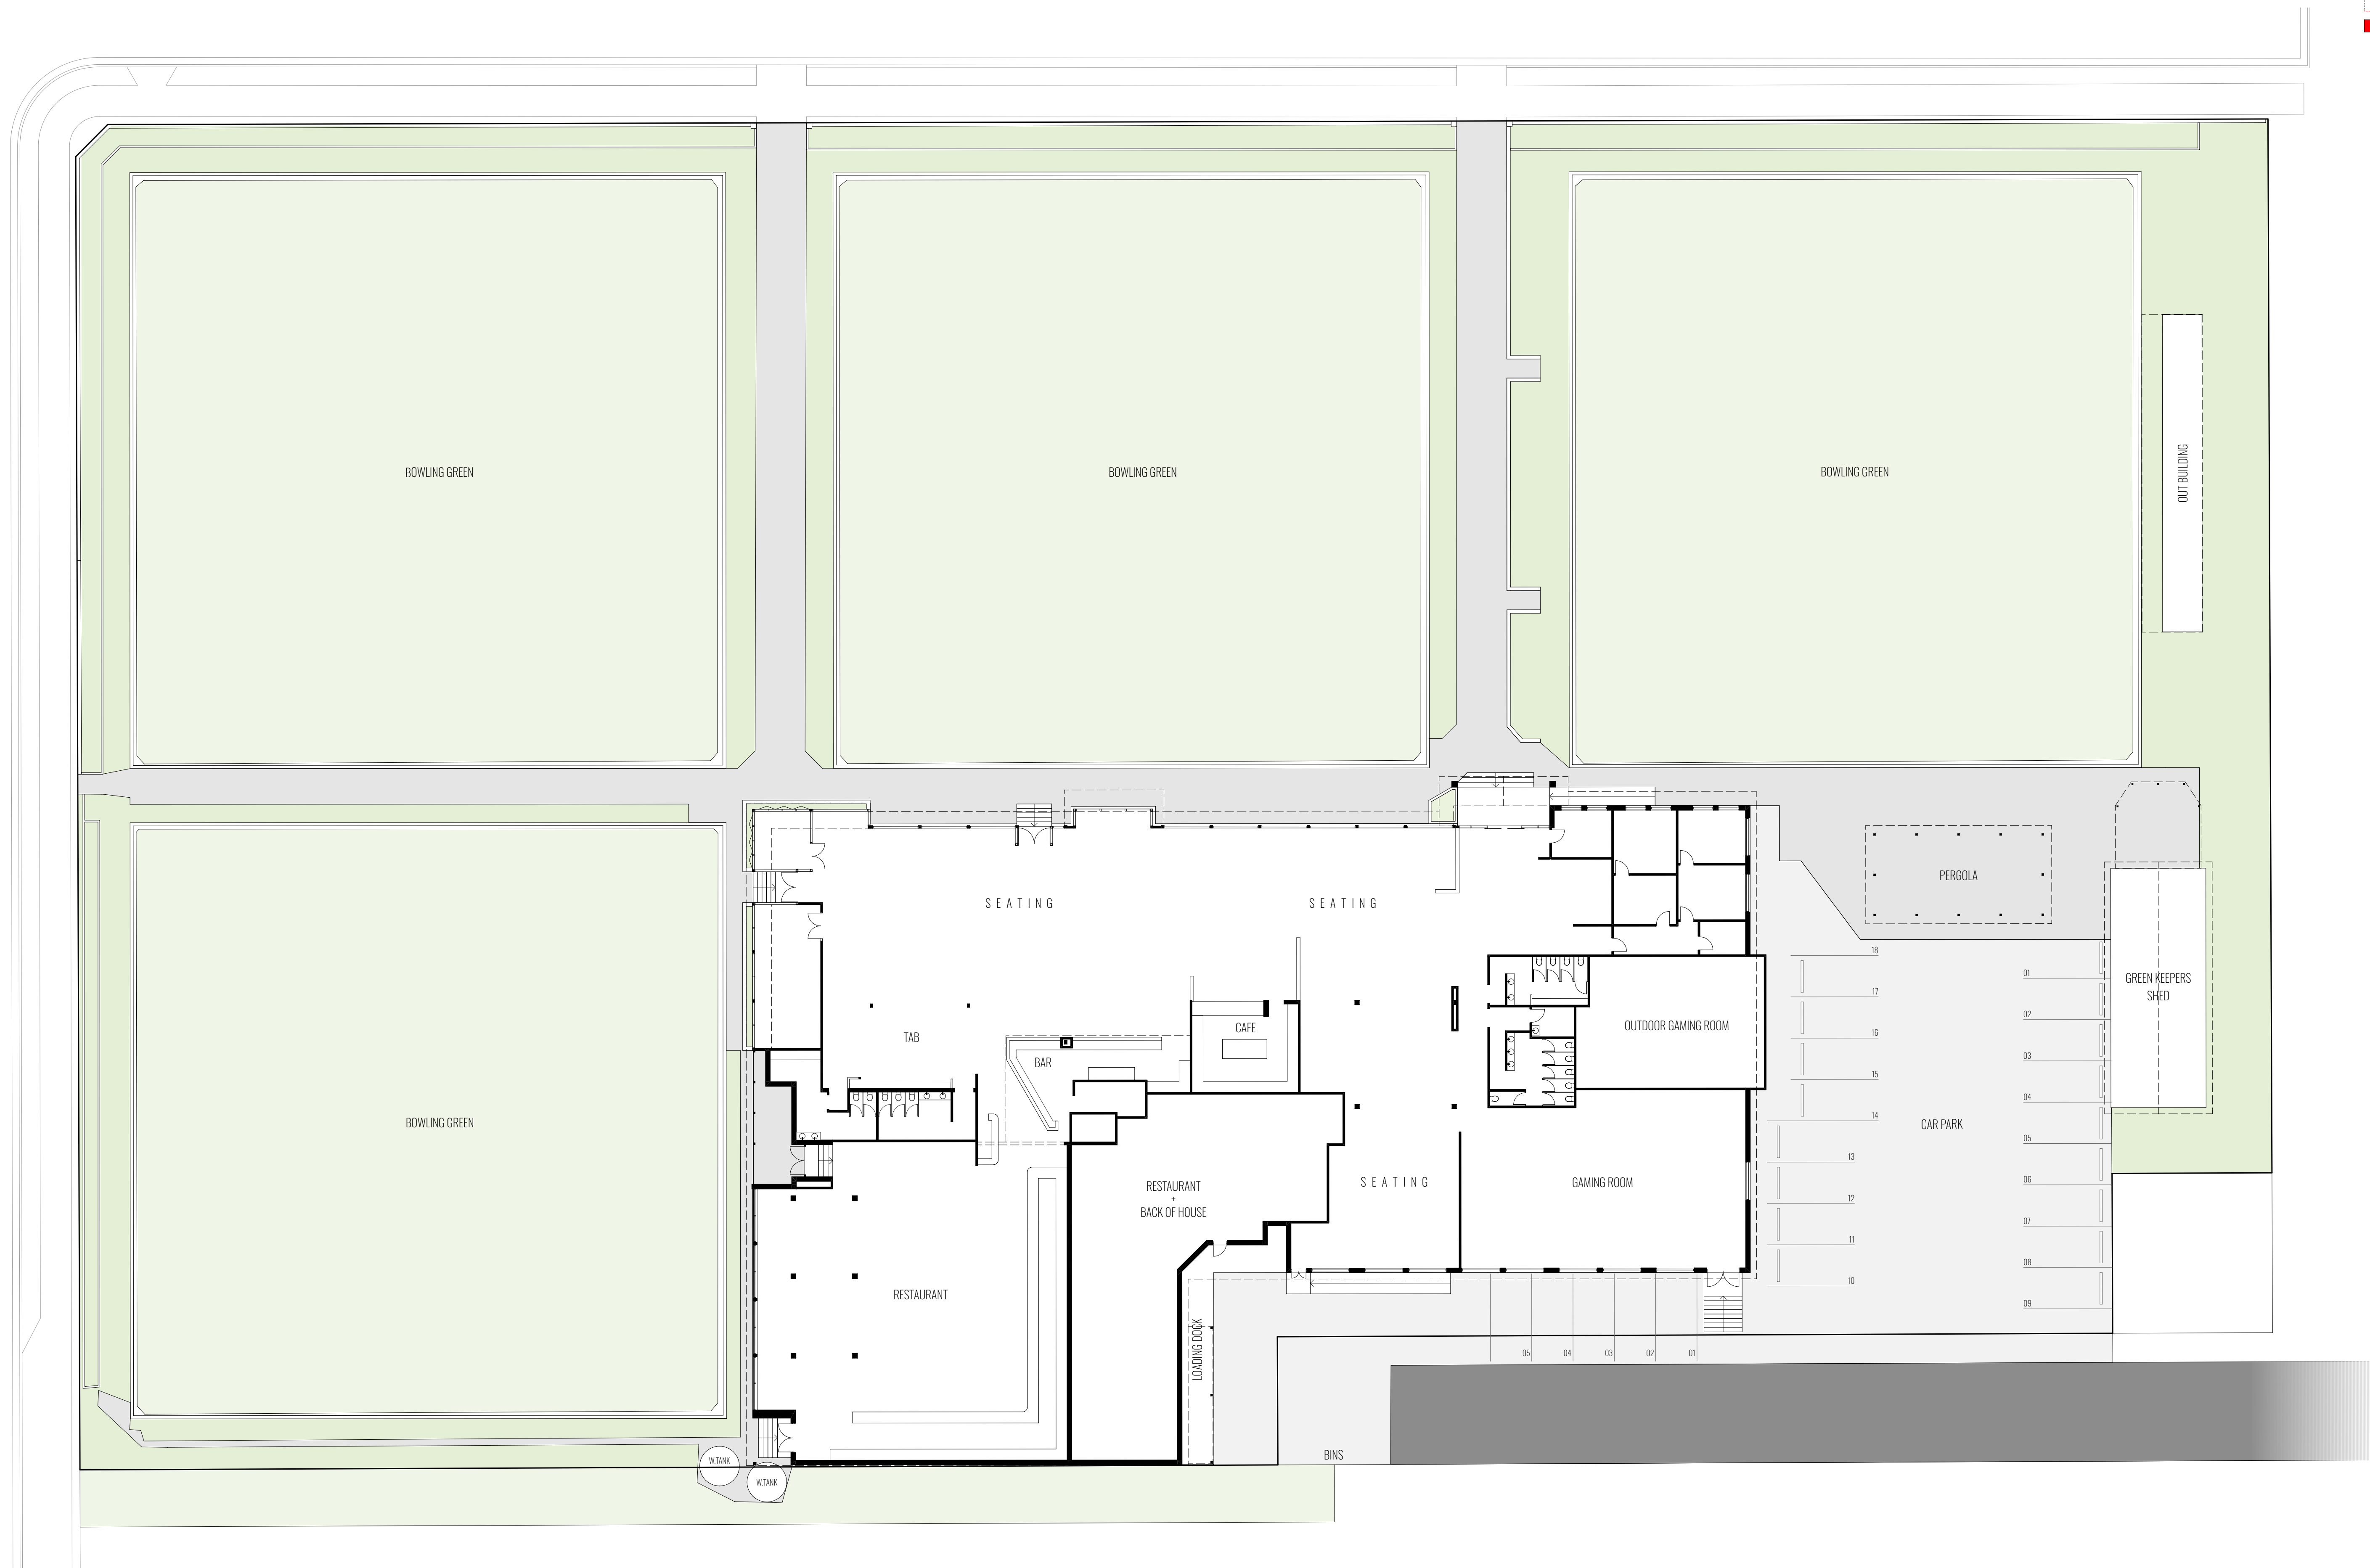 BOWLING GREEN
BOWLING GREEN
BOWLING GREEN
OUT BUILDING
SEATING
SEATING
PERGOLA
18
01
GREEN KEEPERS
SHED
17
02
TAB
CAFE
OUTDOOR GAMING ROOM
16
BAR
03
15
04
14
BOWLING GREEN
CAR PARK
05
13
RESTAURANT
+
BACK OF HOUSE
SEATING
GAMING ROOM
06
12
07
11
08
10
RESTAURANT
09
LOADING DOCK
05
04
03
02
01
BINS
W.TANK
W.TANK